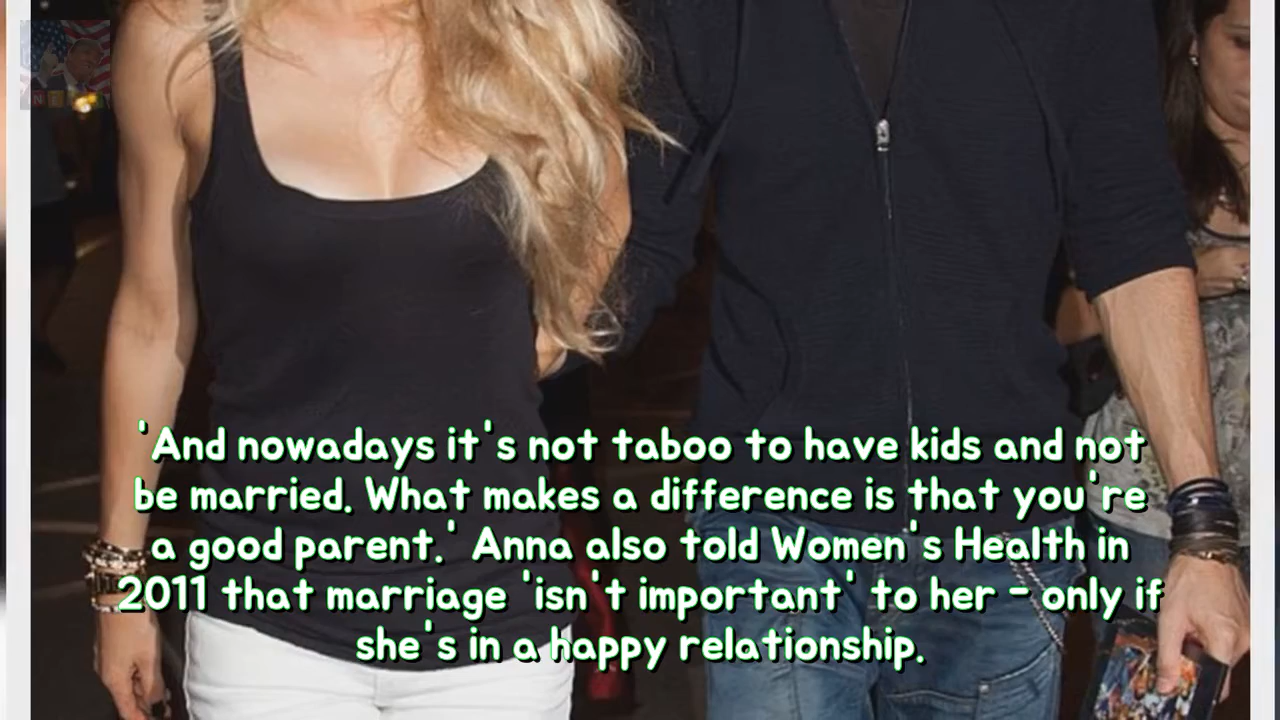 'And nowadays it's not taboo to have kids and not
be married. What makes a difference is that you're
a good parent.' Anna also told Women's Health in
2011 that marriage 'isn't important' to her - only if
she's in a happy relationship.